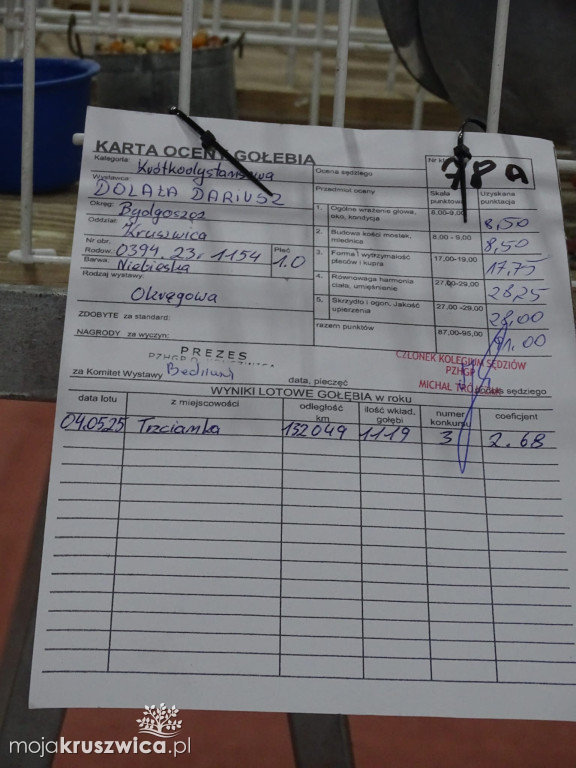 KARTA OCENY GOŁĘBIA
Kategoria: Krótkodystansowa
Wystawca: DOLAŁA DARIUSZ
Okręg: Bydgoszcz
Oddział: Kruszwica
Nr obr. Rodow. 0394.23.1154 Płeć 1.0
Barwa: Niebieska
Rodzaj wystawy:
Okręgowa
ZDOBYTE za standard:
NAGRODY za wyczyn:
Ocena sędziego Nr kl
Przedmiot oceny Skala punktowa Uzyskana punktacja
1. Ogólne wrażenie głowa, oko, kondycja 8,00-9,00 8,50
2. Budowa kości mostek, miednica 8,00 - 9,00 8,50
3. Forma i wytrzymałość pleców i kupra 17,00-19,00 17,75
4. Równowaga harmonia ciała, umięśnienie 27,00-29,00 28,25
5. Skrzydło i ogon. Jakość upierzenia 27,00 -29,00 28,00
razem punktów 87,00-95,00 91.00
PREZES
za Komitet Wystawy
data, pieczęć
CZŁONEK KOLEGIUM SĘDZIÓW
PZHGP
MICHAŁ
sędziego
WYNIKI LOTOWE GOŁĘBIA w roku
data lotu z miejscowości odległość km ilość wkład. gołębi numer konkursu coeficjent
04.05.25 Trzcianka 132049 1119 3 2.68
mojakruszwica.pl